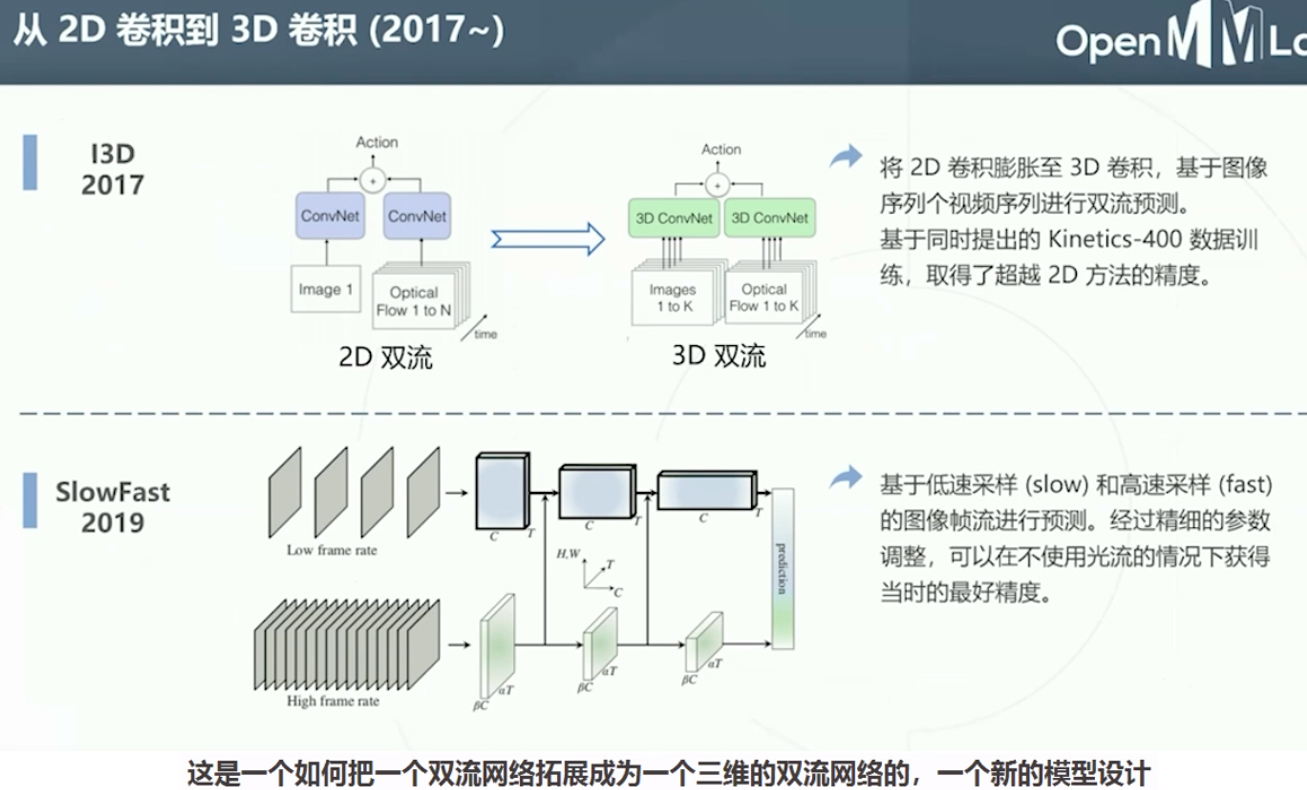 从 2D 卷积到 3D 卷积 (2017~)
OpenMMLa
I3D
2017
Action
+
ConvNet
ConvNet
Image 1
Optical
Flow 1 to N
time
2D 双流
Action
+
3D ConvNet
3D ConvNet
Images
1 to K
Optical
Flow 1 to K
time
3D 双流
将 2D 卷积膨胀至 3D 卷积，基于图像
序列个视频序列进行双流预测。
基于同时提出的 Kinetics-400 数据训
练，取得了超越 2D 方法的精度。
SlowFast
2019
Low frame rate
C
T
C
T
C
T
H,W
T
C
prediction
High frame rate
βC
αT
βC
αT
βC
αT
基于低速采样 (slow) 和高速采样 (fast)
的图像帧流进行预测。经过精细的参数
调整，可以在不使用光流的情况下获得
当时的最好精度。
这是一个如何把一个双流网络拓展成为一个三维的双流网络的，一个新的模型设计